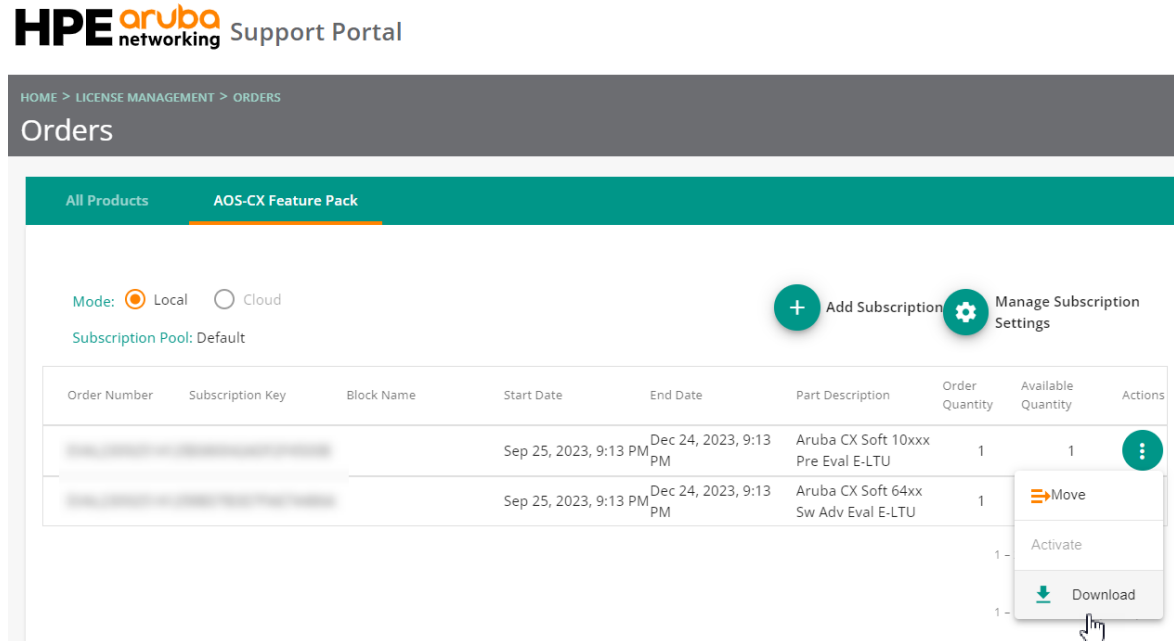 HPE aruba networking Support Portal
HOME > LICENSE MANAGEMENT > ORDERS
Orders
All Products AOS-CX Feature Pack
Mode: Local Cloud
Add Subscription
Manage Subscription
Settings
Subscription Pool: Default
Order Number Subscription Key Block Name Start Date End Date Part Description Order Quantity Available Quantity Actions
Sep 25, 2023, 9:13 PM Dec 24, 2023, 9:13 PM Aruba CX Soft 10xxx Pre Eval E-LTU 1 1
Sep 25, 2023, 9:13 PM Dec 24, 2023, 9:13 PM Aruba CX Soft 64xx Sw Adv Eval E-LTU 1
Move
Activate
Download
1 –
1 –